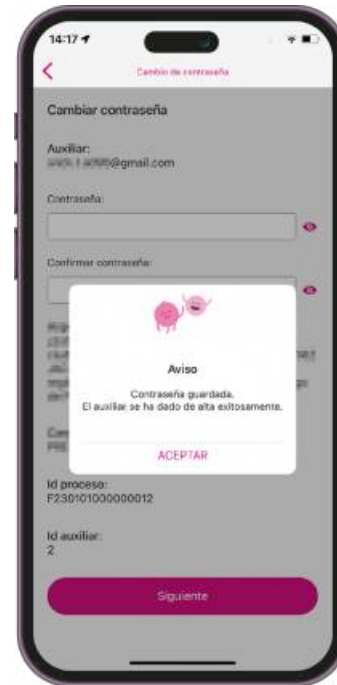 14:17
Cambio de contraseña
Cambiar contraseña
Auxiliar:
@gmail.com
Contraseña:
Confirmar contraseña:
Aviso
Contraseña guardada.
El auxiliar se ha dado de alta exitosamente.
ACEPTAR
Id proceso:
F230101000000012
Id auxiliar:
2
Siguiente